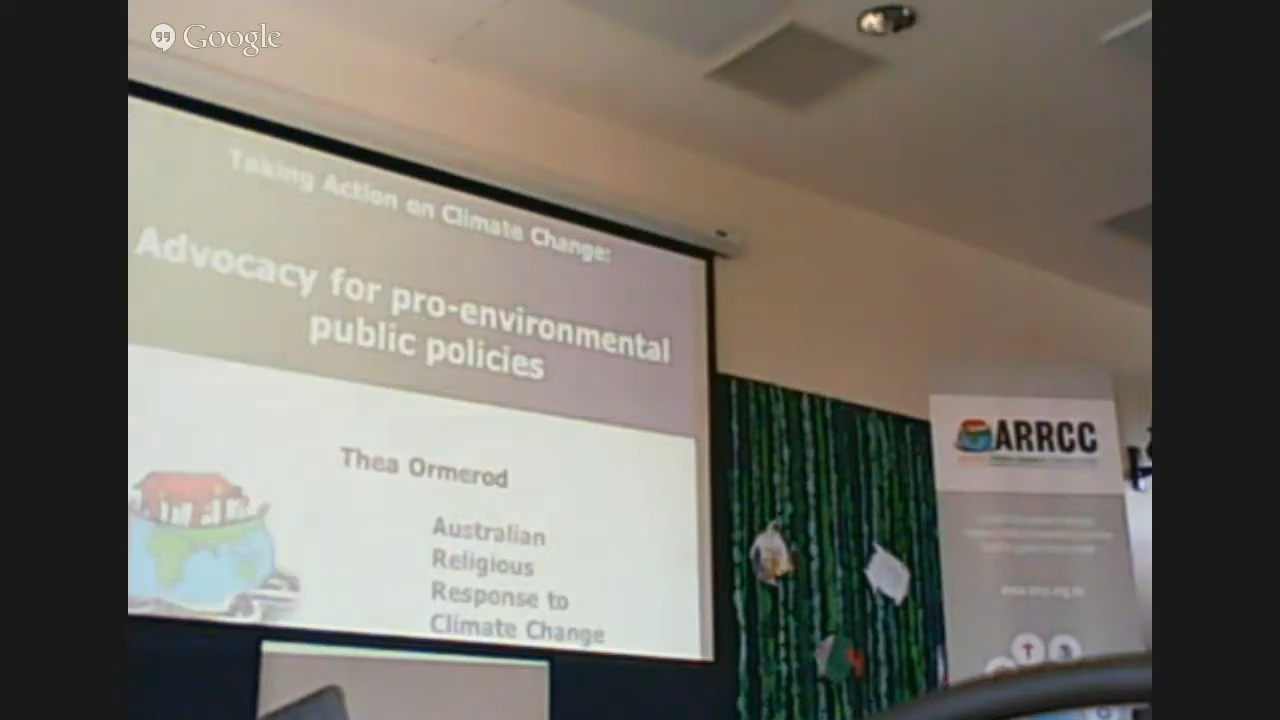 Google
Taking Action on Climate Change:
Advocacy for pro-environmental
public policies
Thea Ormerod
Australian
Religious
Response to
Climate Change
ARRCC